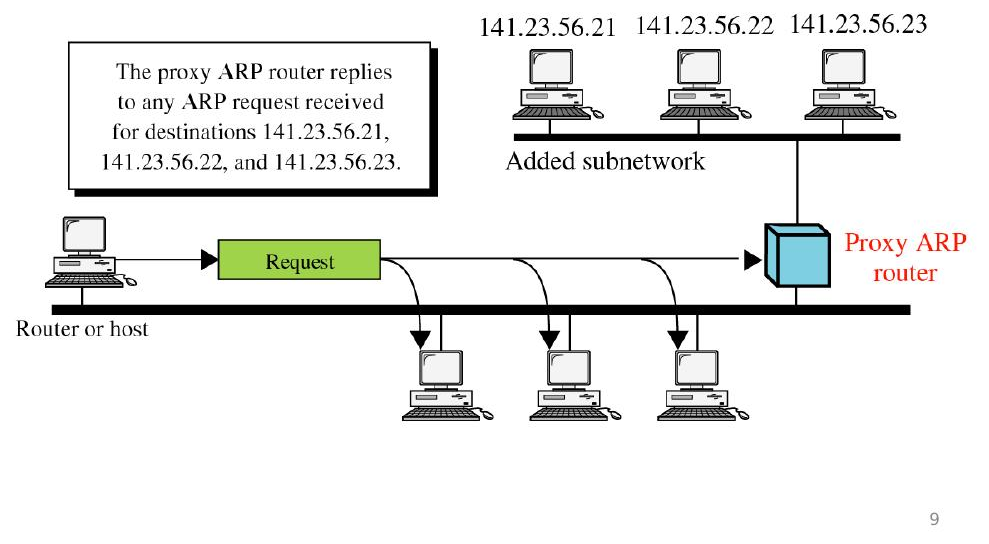 141.23.56.21 141.23.56.22 141.23.56.23
The proxy ARP router replies
to any ARP request received
for destinations 141.23.56.21,
141.23.56.22, and 141.23.56.23.
Added subnetwork
Request
Proxy ARP
router
Router or host
9